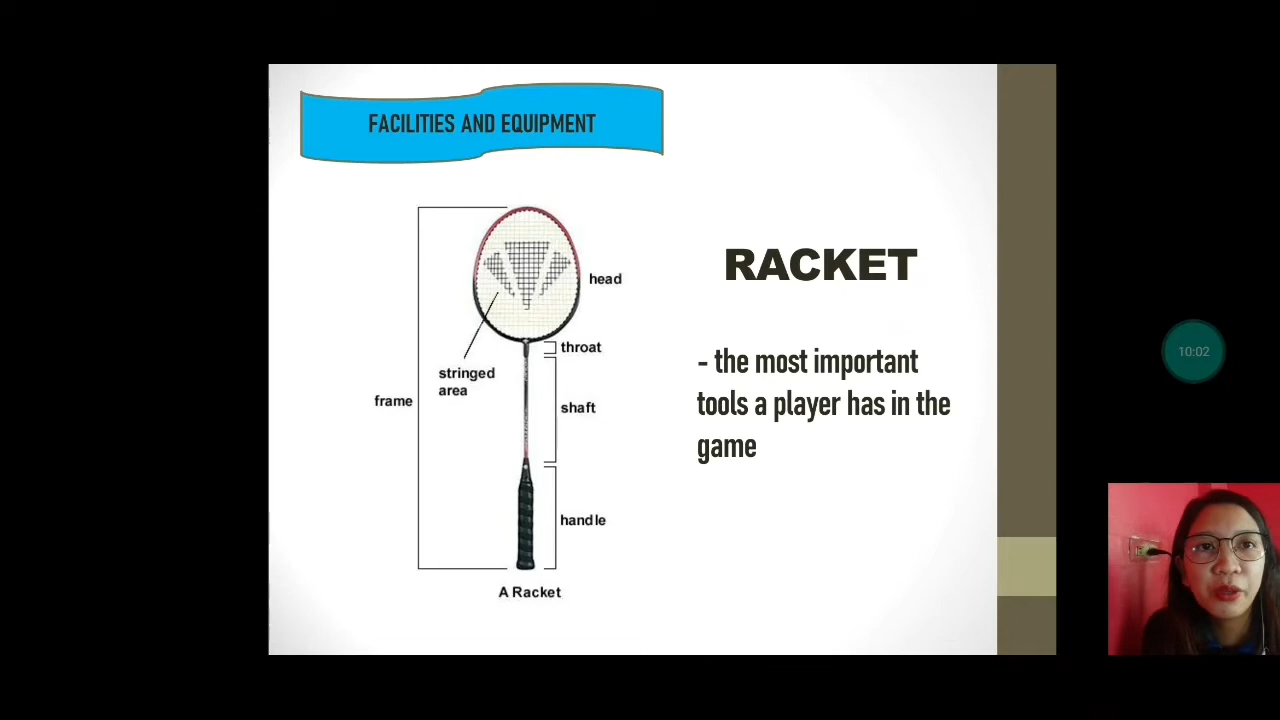 FACILITIES AND EQUIPMENT
head
throat
stringed
area
frame
shaft
handle
A Racket
RACKET
- the most important
tools a player has in the
game
10:02